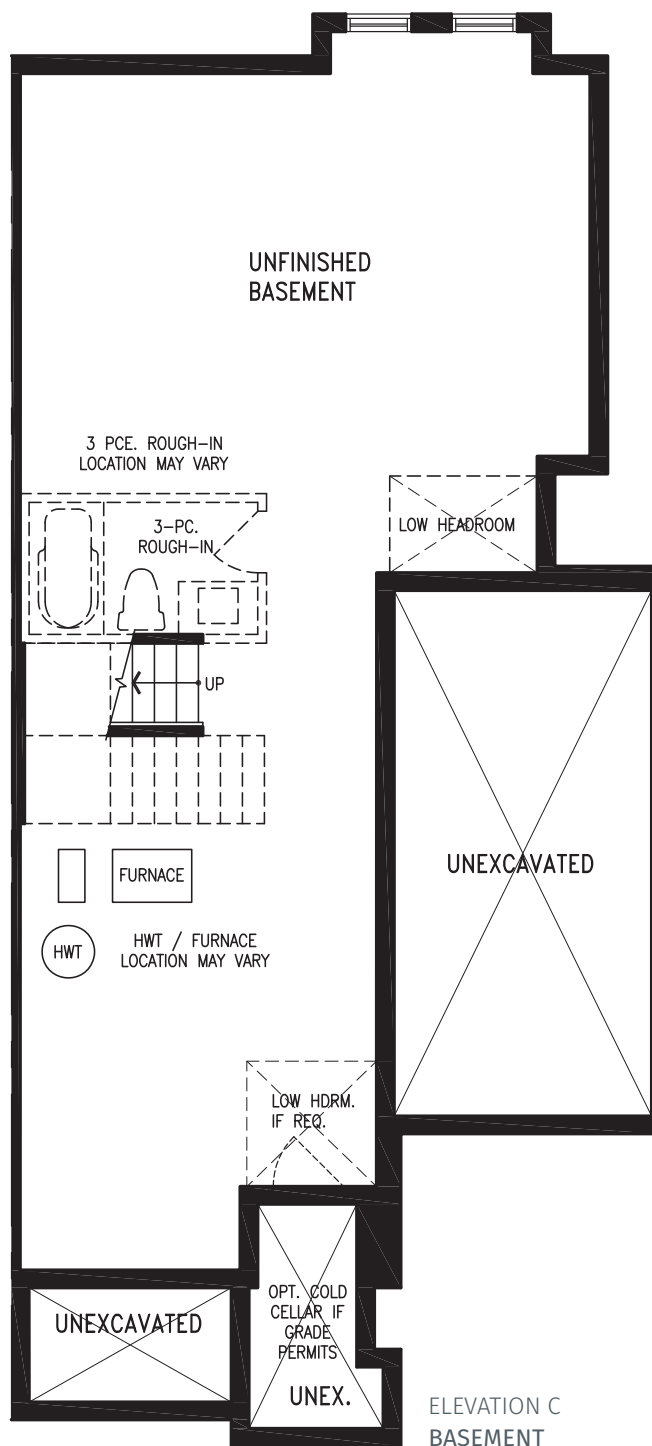 UNFINISHED
BASEMENT
3 PCE. ROUGH-IN
LOCATION MAY VARY
3-PC.
ROUGH-IN
LOW HEADROOM
UP
FURNACE
UNEXCAVATED
HWT
HWT / FURNACE
LOCATION MAY VARY
LOW HDRM.
IF REQ.
OPT. COLD
CELLAR IF
GRADE
PERMITS
UNEXCAVATED
UNEX.
ELEVATION C
BASEMENT